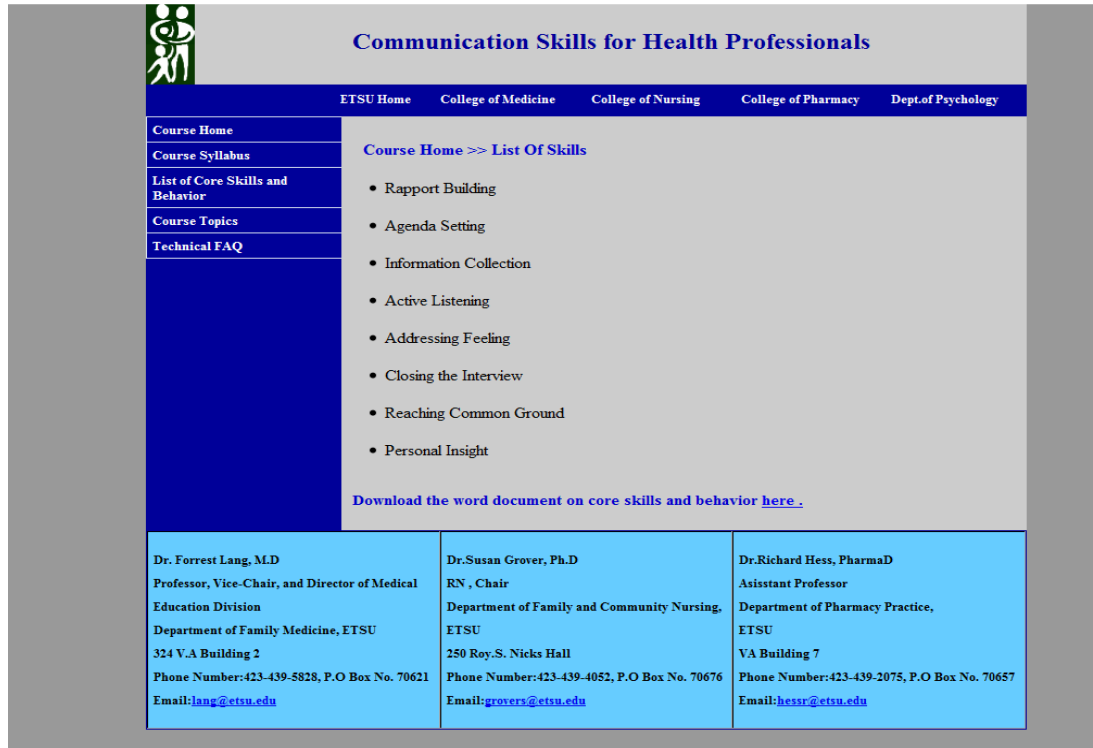 Communication Skills for Health Professionals
ETSU Home College of Medicine College of Nursing College of Pharmacy Dept.of Psychology
Course Home
Course Syllabus
List of Core Skills and
Behavior
Course Topics
Technical FAQ
Course Home >> List Of Skills
• Rapport Building
• Agenda Setting
• Information Collection
• Active Listening
• Addressing Feeling
• Closing the Interview
• Reaching Common Ground
• Personal Insight
Download the word document on core skills and behavior here .
Dr. Forrest Lang, M.D
Professor, Vice-Chair, and Director of Medical
Education Division
Department of Family Medicine, ETSU
324 V.A Building 2
Phone Number:423-439-5828, P.O Box No. 70621
Email:lang@etsu.edu
Dr.Susan Grover, Ph.D
RN , Chair
Department of Family and Community Nursing,
ETSU
250 Roy.S. Nicks Hall
Phone Number:423-439-4052, P.O Box No. 70676
Email:grovers@etsu.edu
Dr.Richard Hess, PharmaD
Asisstant Professor
Department of Pharmacy Practice,
ETSU
VA Building 7
Phone Number:423-439-2075, P.O Box No. 70657
Email:hessr@etsu.edu